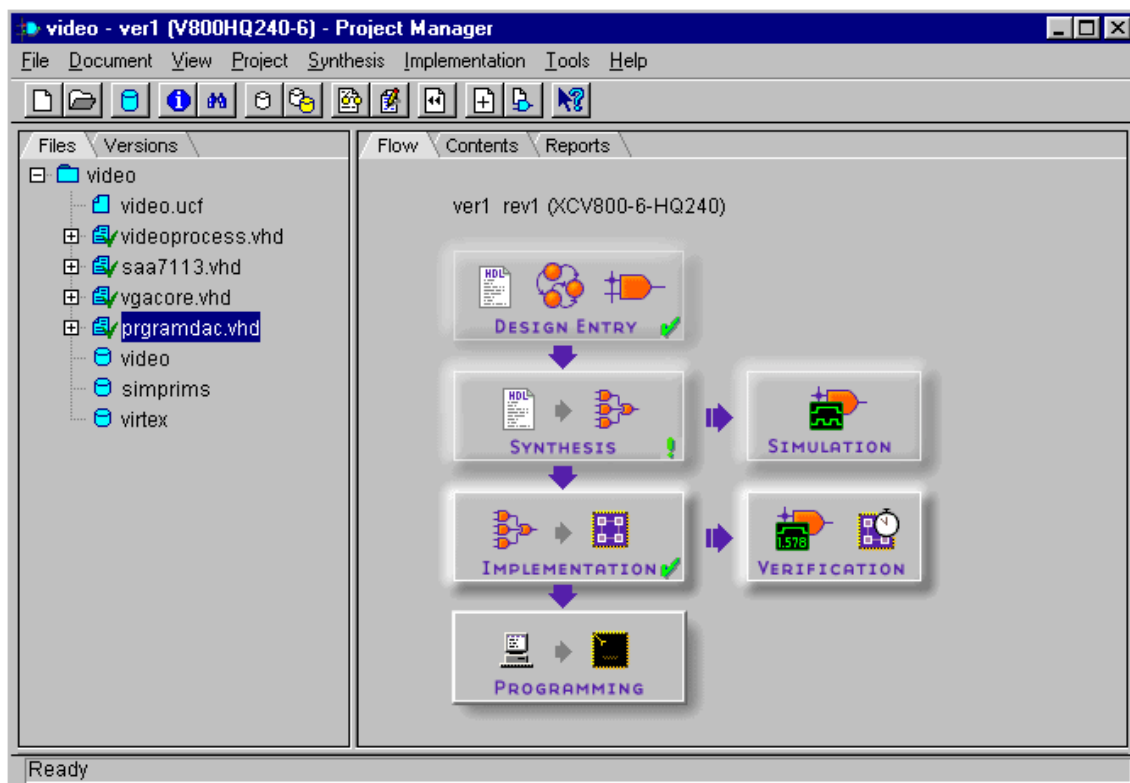 video - ver1 (V800HQ240-6) - Project Manager
File Document View Project Synthesis Implementation Tools Help
Files Versions
video
video.ucf
videoprocess.vhd
saa7113.vhd
vgacore.vhd
prgramdac.vhd
video
simprims
virtex
Flow Contents Reports
ver1 rev1 (XCV800-6-HQ240)
HDL
DESIGN ENTRY
HDL
SYNTHESIS
SIMULATION
IMPLEMENTATION
1.578
VERIFICATION
PROGRAMMING
Ready